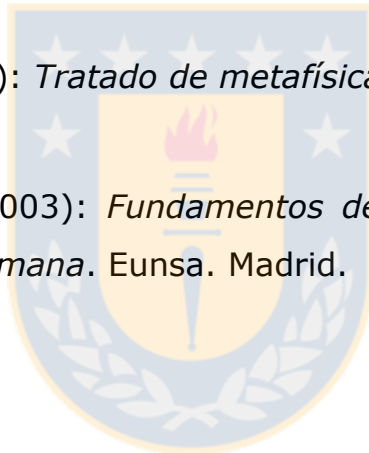 ): Tratado de metafísica
003): Fundamentos de
mana. Eunsa. Madrid.